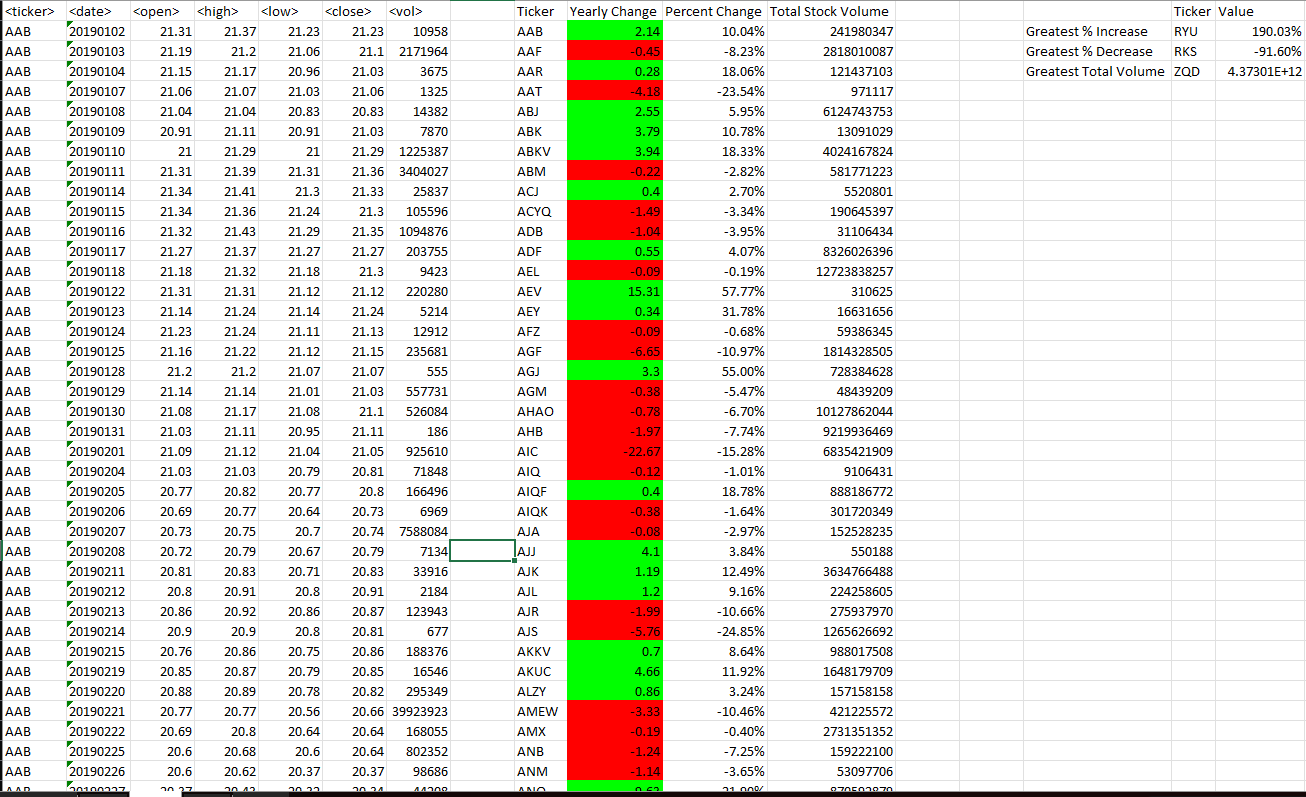 <ticker> <date> <open> <high> <low> <close> <vol> Ticker Yearly Change Percent Change Total Stock Volume Ticker Value
AAB 20190102 21.31 21.37 21.23 21.23 10958 AAB 2.14 10.04% 241980347 Greatest % Increase RYU 190.03%
AAB 20190103 21.19 21.2 21.06 21.1 2171964 AAF -0.45 -8.23% 2818010087 Greatest % Decrease RKS -91.60%
AAB 20190104 21.15 21.17 20.96 21.03 3675 AAR 0.28 18.06% 121437103 Greatest Total Volume ZQD 4.37301E+12
AAB 20190107 21.06 21.07 21.03 21.06 1325 AAT -4.18 -23.54% 971117
AAB 20190108 21.04 21.04 20.83 20.83 14382 ABJ 2.55 5.95% 6124743753
AAB 20190109 20.91 21.11 20.91 21.03 7870 ABK 3.79 10.78% 13091029
AAB 20190110 21 21.29 21 21.29 1225387 ABKV 3.94 18.33% 4024167824
AAB 20190111 21.31 21.39 21.31 21.36 3404027 ABM -0.22 -2.82% 581771223
AAB 20190114 21.34 21.41 21.3 21.33 25837 ACJ 0.4 2.70% 5520801
AAB 20190115 21.34 21.36 21.24 21.3 105596 ACYQ -1.49 -3.34% 190645397
AAB 20190116 21.32 21.43 21.29 21.35 1094876 ADB -1.04 -3.95% 31106434
AAB 20190117 21.27 21.37 21.27 21.27 203755 ADF 0.55 4.07% 8326026396
AAB 20190118 21.18 21.32 21.18 21.3 9423 AEL -0.09 -0.19% 12723838257
AAB 20190122 21.31 21.31 21.12 21.12 220280 AEV 15.31 57.77% 310625
AAB 20190123 21.14 21.24 21.14 21.24 5214 AEY 0.34 31.78% 16631656
AAB 20190124 21.23 21.24 21.11 21.13 12912 AFZ -0.09 -0.68% 59386345
AAB 20190125 21.16 21.22 21.12 21.15 235681 AGF -6.65 -10.97% 1814328505
AAB 20190128 21.2 21.2 21.07 21.07 555 AGJ 3.3 55.00% 728384628
AAB 20190129 21.14 21.14 21.01 21.03 557731 AGM -0.38 -5.47% 48439209
AAB 20190130 21.08 21.17 21.08 21.1 526084 AHAO -0.78 -6.70% 10127862044
AAB 20190131 21.03 21.11 20.95 21.11 186 AHB -1.97 -7.74% 9219936469
AAB 20190201 21.09 21.12 21.04 21.05 925610 AIC -22.67 -15.28% 6835421909
AAB 20190204 21.03 21.03 20.79 20.81 71848 AIQ -0.12 -1.01% 9106431
AAB 20190205 20.77 20.82 20.77 20.8 166496 AIQF 0.4 18.78% 888186772
AAB 20190206 20.69 20.77 20.64 20.73 6969 AIQK -0.38 -1.64% 301720349
AAB 20190207 20.73 20.75 20.7 20.74 7588084 AJA -0.08 -2.97% 152528235
AAB 20190208 20.72 20.79 20.67 20.79 7134 AJJ 4.1 3.84% 550188
AAB 20190211 20.81 20.83 20.71 20.83 33916 AJK 1.19 12.49% 3634766488
AAB 20190212 20.8 20.91 20.8 20.91 2184 AJL 1.2 9.16% 224258605
AAB 20190213 20.86 20.92 20.86 20.87 123943 AJR -1.99 -10.66% 275937970
AAB 20190214 20.9 20.9 20.8 20.81 677 AJS -5.76 -24.85% 1265626692
AAB 20190215 20.76 20.86 20.75 20.86 188376 AKKV 0.7 8.64% 988017508
AAB 20190219 20.85 20.87 20.79 20.85 16546 AKUC 4.66 11.92% 1648179709
AAB 20190220 20.88 20.89 20.78 20.82 295349 ALZY 0.86 3.24% 157158158
AAB 20190221 20.77 20.77 20.56 20.66 39923923 AMEW -3.33 -10.46% 421225572
AAB 20190222 20.69 20.8 20.64 20.64 168055 AMX -0.19 -0.40% 2731351352
AAB 20190225 20.6 20.68 20.6 20.64 802352 ANB -1.24 -7.25% 159222100
AAB 20190226 20.6 20.62 20.37 20.37 98686 ANM -1.14 -3.65% 53097706